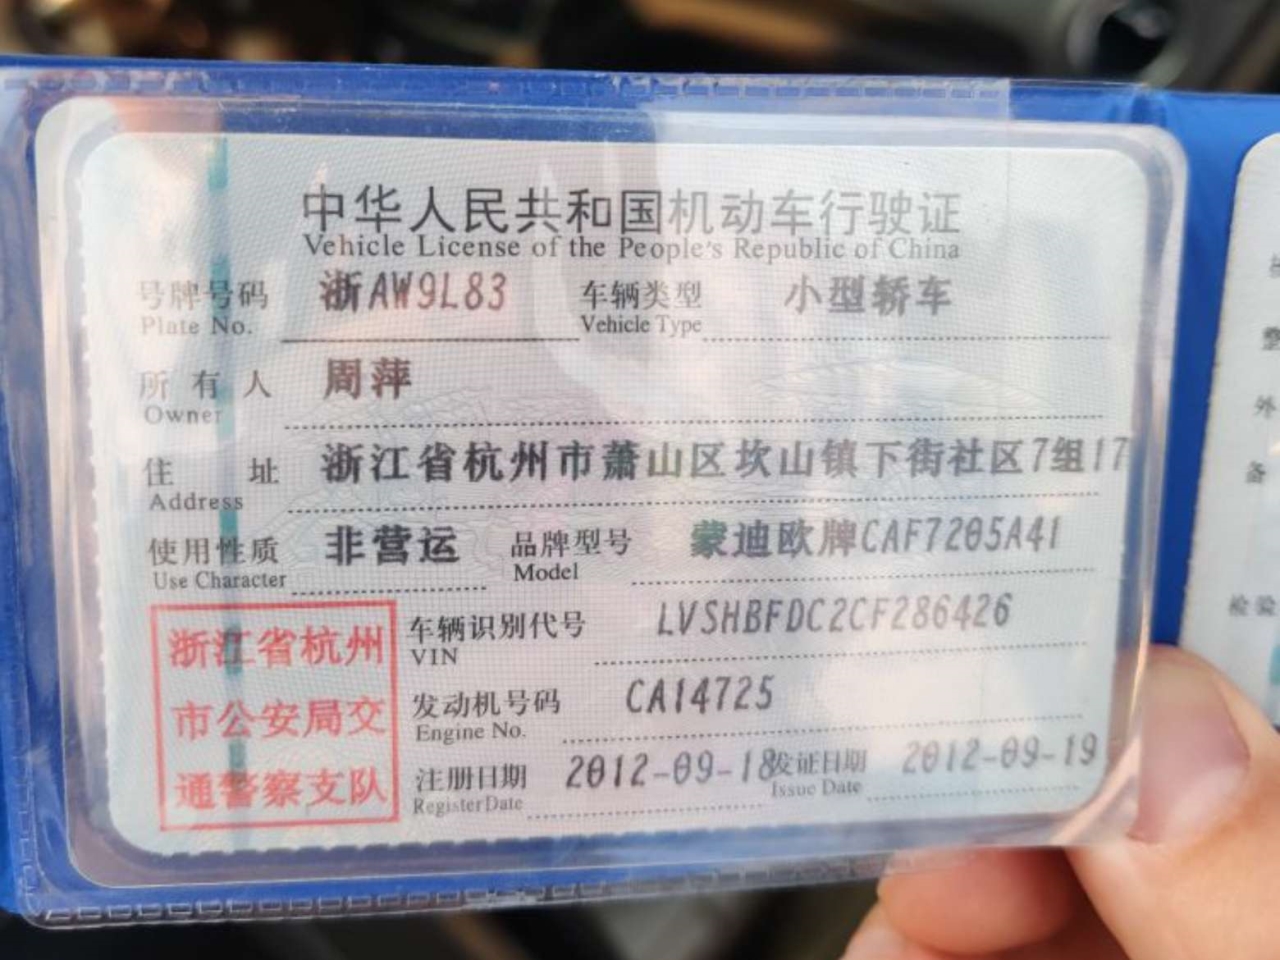 中华人民共和国机动车行驶证
Vehicle License of the People's Republic of China
号牌号码 浙AW9L83 车辆类型 小型轿车
Plate No. Vehicle Type
所有人 周萍
Owner
住址 浙江省杭州市萧山区坎山镇下街社区7组17
Address
使用性质 非营运 品牌型号 蒙迪欧牌CAF7205A41
Use Character Model
浙江省杭州
市公安局交
通警察支队
车辆识别代号 LVSHBFDC2CF286426
VIN
发动机号码 CA14725
Engine No.
注册日期 2012-09-18 发证日期 2012-09-19
Register Date Issue Date
整
外
备
检验